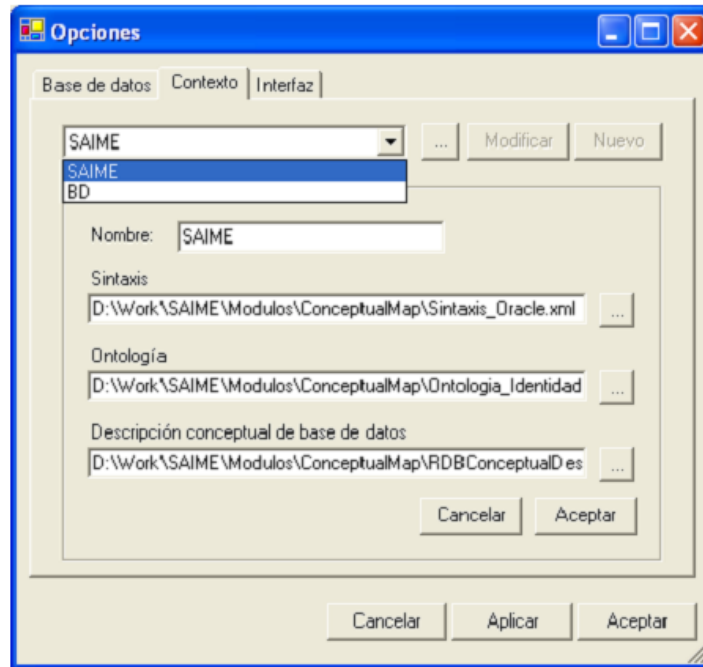 Opciones
Base de datos Contexto Interfaz
SAIME ... Modificar Nuevo
SAIME
BD
Nombre: SAIME
Sintaxis
D:\Work\SAIME\Modulos\ConceptualMap\Sintaxis_Oracle.xml ...
Ontología
D:\Work\SAIME\Modulos\ConceptualMap\Ontologia_Identidad ...
Descripción conceptual de base de datos
D:\Work\SAIME\Modulos\ConceptualMap\RDBConceptualDes ...
Cancelar Aceptar
Cancelar Aplicar Aceptar